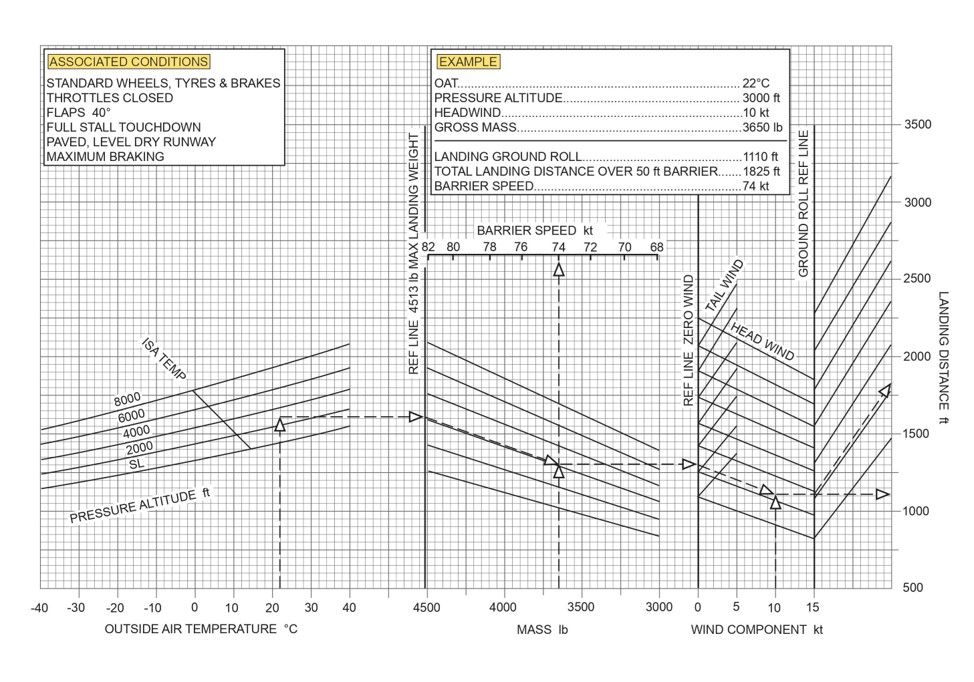 ASSOCIATED CONDITIONS
STANDARD WHEELS, TYRES & BRAKES
THROTTLES CLOSED
FLAPS 40°
FULL STALL TOUCHDOWN
PAVED, LEVEL DRY RUNWAY
MAXIMUM BRAKING
EXAMPLE
OAT............................................................22°C
PRESSURE ALTITUDE...................................3000 ft
HEADWIND..................................................10 kt
GROSS MASS..............................................3650 lb
LANDING GROUND ROLL................................1110 ft
TOTAL LANDING DISTANCE OVER 50 ft BARRIER.......1825 ft
BARRIER SPEED...........................................74 kt
BARRIER SPEED kt
82 80 78 76 74 72 70 68
REF LINE 4513 lb MAX LANDING WEIGHT
REF LINE ZERO WIND
TAIL WIND
HEAD WIND
GROUND ROLL REF LINE
ISA TEMP
8000
6000
4000
2000
SL
PRESSURE ALTITUDE ft
3500
3000
2500
2000
1500
1000
500
LANDING DISTANCE ft
-40 -30 -20 -10 0 10 20 30 40
OUTSIDE AIR TEMPERATURE °C
4500 4000 3500 3000
MASS lb
0 5 10 15
WIND COMPONENT kt